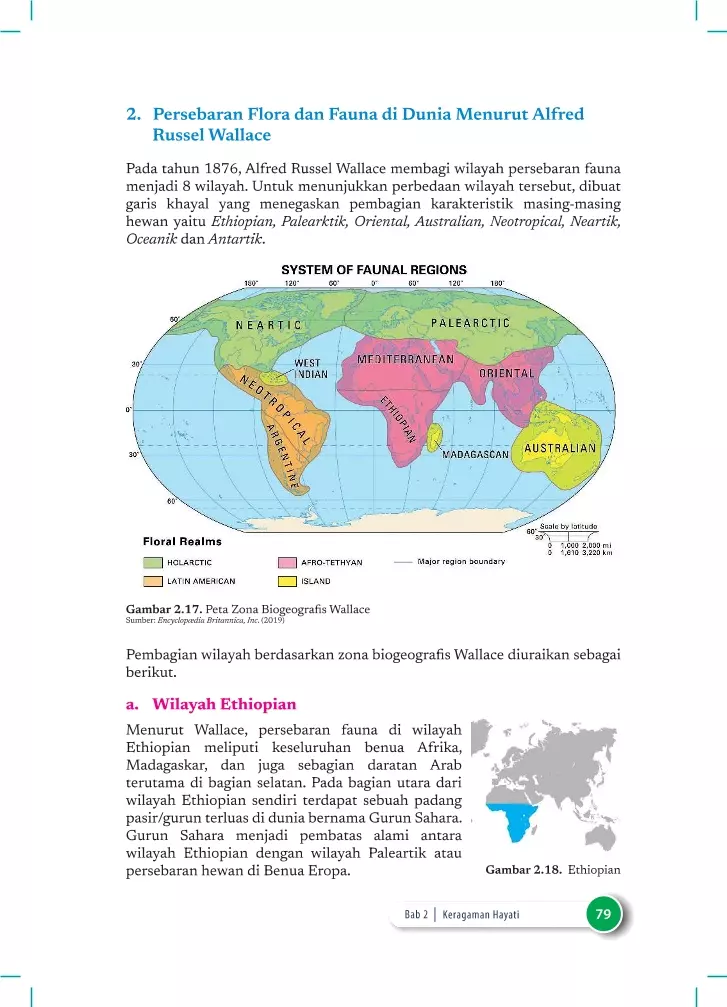 2. Persebaran Flora dan Fauna di Dunia Menurut Alfred
Russel Wallace
Pada tahun 1876, Alfred Russel Wallace membagi wilayah persebaran fauna
menjadi 8 wilayah. Untuk menunjukkan perbedaan wilayah tersebut, dibuat
garis khayal yang menegaskan pembagian karakteristik masing-masing
hewan yaitu Ethiopian, Palearktik, Oriental, Australian, Neotropical, Neartik,
Oceanik dan Antartik.
SYSTEM OF FAUNAL REGIONS
180° 120° 60° 0° 60° 120° 180°
60°
NEARTIC
PALEARCTIC
30°
WEST
INDIAN
MEDITERRANEAN
ORIENTAL
NEOTROPICAL
0°
ETHIOPIAN
ARGENTINE
30°
MADAGASCAN
AUSTRALIAN
60°
60° Scale by latitude
30°
0 1,000 2,000 mi
0 1,610 3,220 km
Floral Realms
HOLARCTIC AFRO-TETHYAN Major region boundary
LATIN AMERICAN ISLAND
Gambar 2.17. Peta Zona Biogeografis Wallace
Sumber: Encyclopædia Britannica, Inc. (2019)
Pembagian wilayah berdasarkan zona biogeografis Wallace diuraikan sebagai
berikut.
a. Wilayah Ethiopian
Menurut Wallace, persebaran fauna di wilayah
Ethiopian meliputi keseluruhan benua Afrika,
Madagaskar, dan juga sebagian daratan Arab
terutama di bagian selatan. Pada bagian utara dari
wilayah Ethiopian sendiri terdapat sebuah padang
pasir/gurun terluas di dunia bernama Gurun Sahara.
Gurun Sahara menjadi pembatas alami antara
wilayah Ethiopian dengan wilayah Paleartik atau
persebaran hewan di Benua Eropa.
Gambar 2.18. Ethiopian
Bab 2 | Keragaman Hayati 79